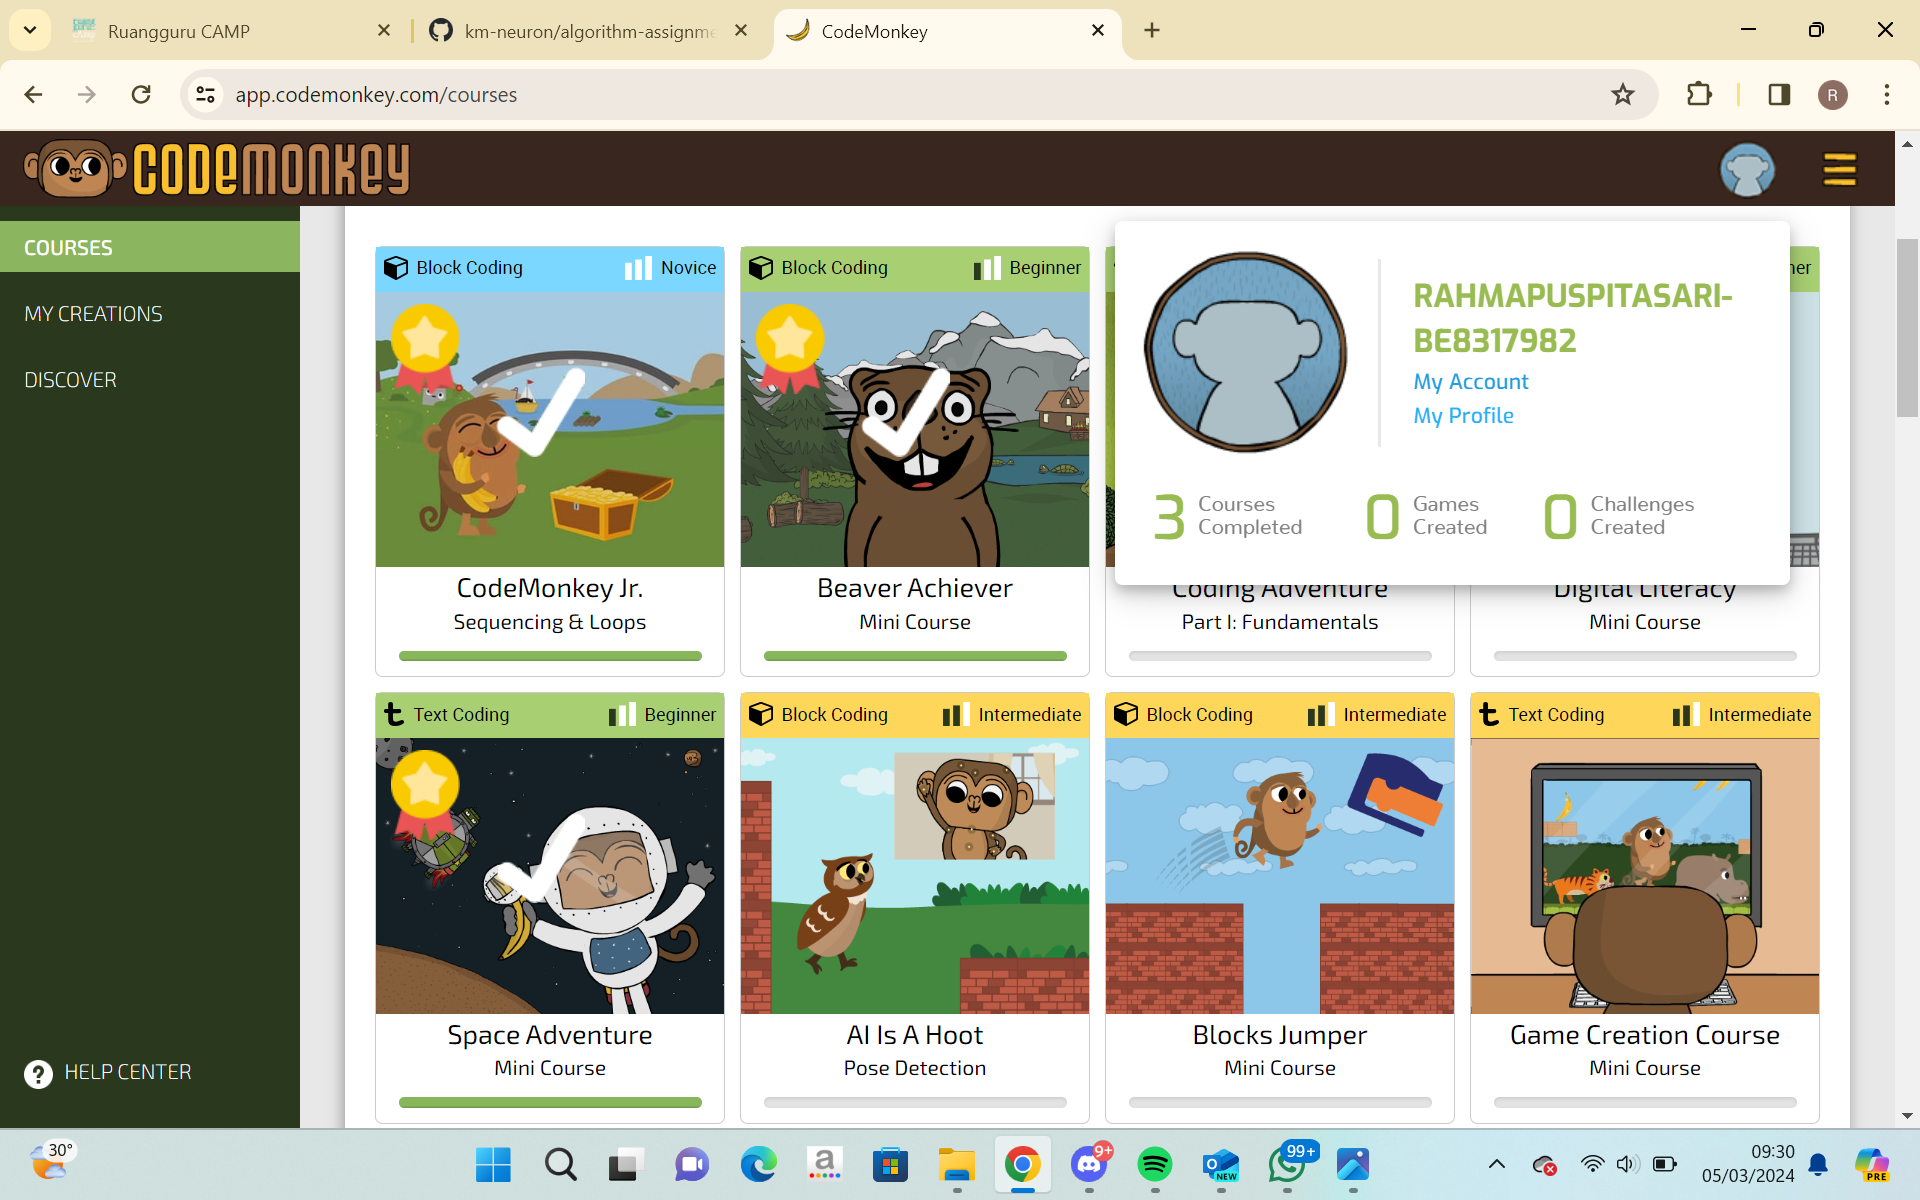 Ruangguru CAMP
km-neuron/algorithm-assignme
CodeMonkey
app.codemonkey.com/courses
R
CODEMONKEY
COURSES
MY CREATIONS
DISCOVER
HELP CENTER
Block Coding
Novice
CodeMonkey Jr.
Sequencing & Loops
Block Coding
Beginner
Beaver Achiever
Mini Course
RAHMAPUSPITASARI-
BE8317982
My Account
My Profile
3 Courses
Completed
0 Games
Created
0 Challenges
Created
Coding Adventure
Part I: Fundamentals
ner
Digital Literacy
Mini Course
Text Coding
Beginner
Space Adventure
Mini Course
Block Coding
Intermediate
AI Is A Hoot
Pose Detection
Block Coding
Intermediate
Blocks Jumper
Mini Course
Text Coding
Intermediate
Game Creation Course
Mini Course
30°
a
9+
NEW
99+
09:30
05/03/2024
PRE